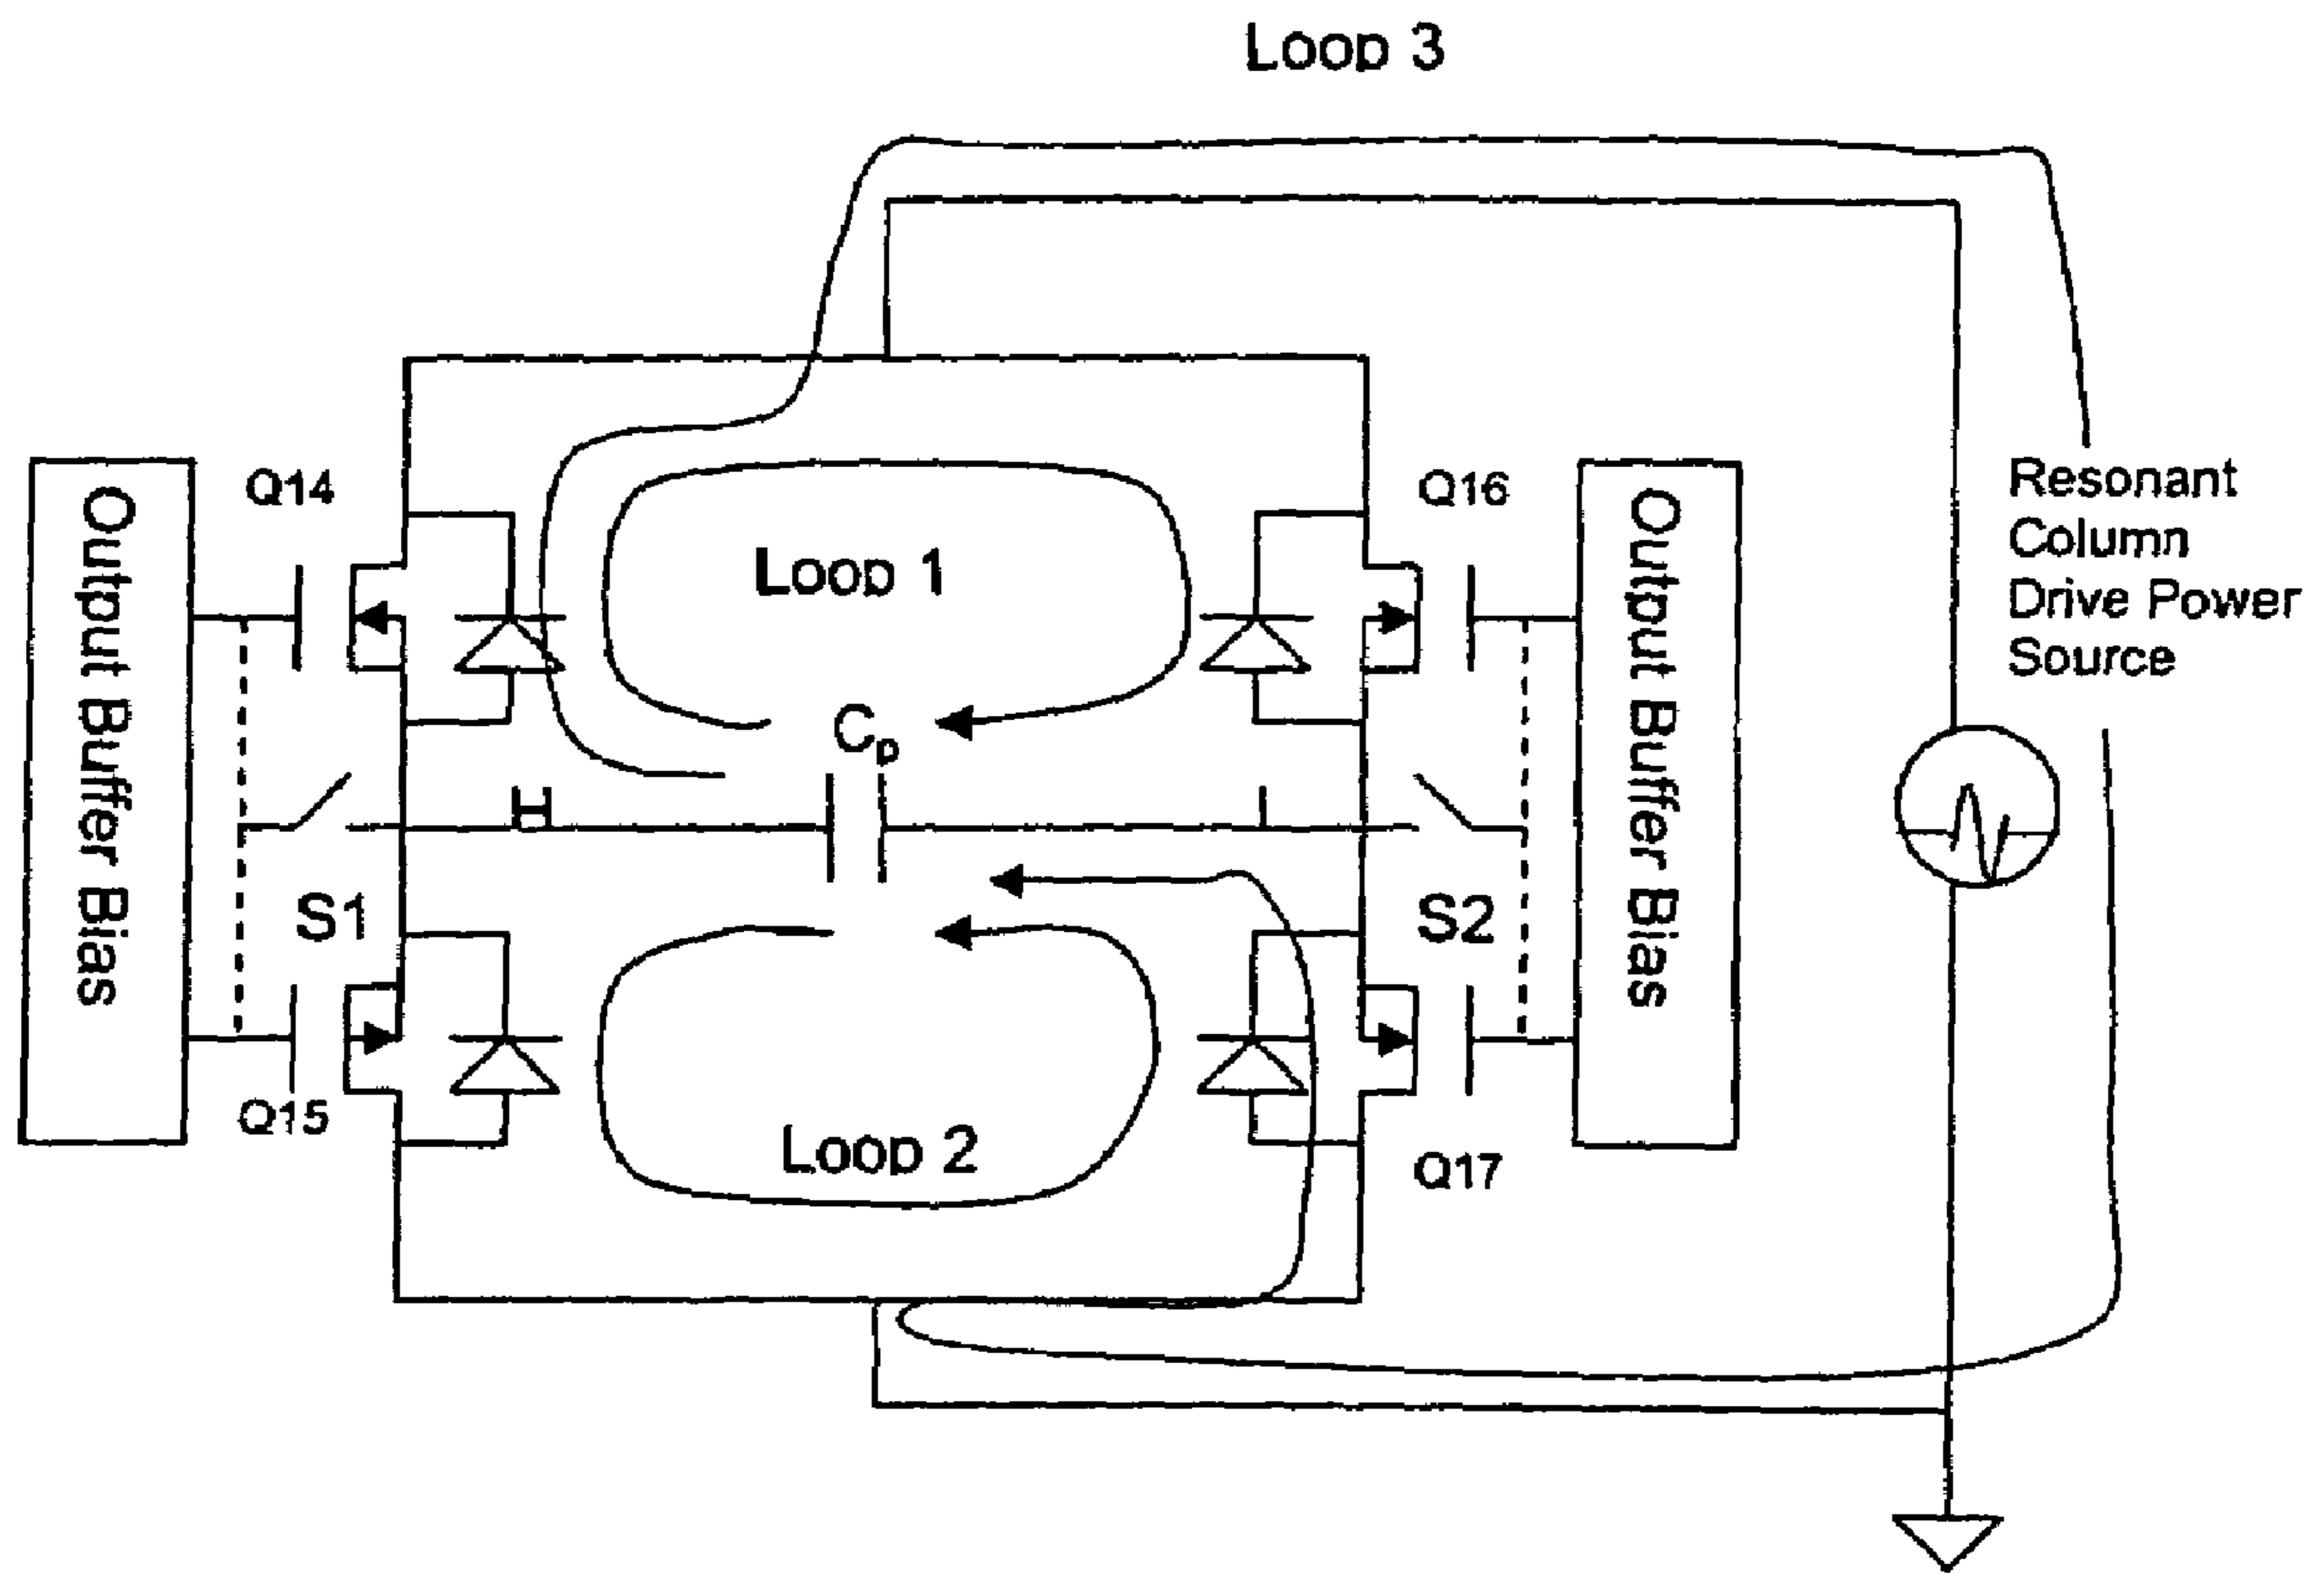 Loop 3
Q14
Q16
Output Buffer Bias
Output Buffer Bias
Resonant
Column
Drive Power
Source
Loop 1
Cp
H
L
S1
S2
Q15
Loop 2
Q17